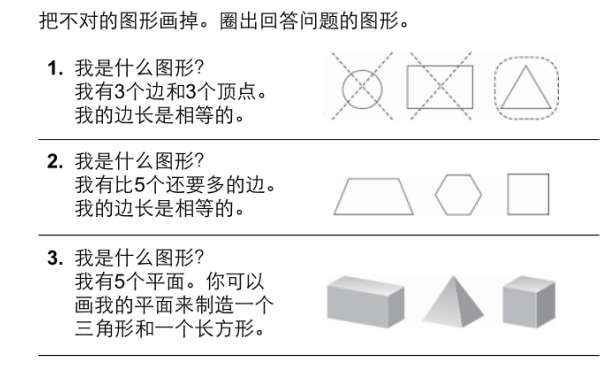 把不对的图形画掉。圈出回答问题的图形。
1. 我是什么图形?
我有3个边和3个顶点。
我的边长是相等的。
2. 我是什么图形?
我有比5个还要多的边。
我的边长是相等的。
3. 我是什么图形?
我有5个平面。你可以
画我的平面来制造一个
三角形和一个长方形。